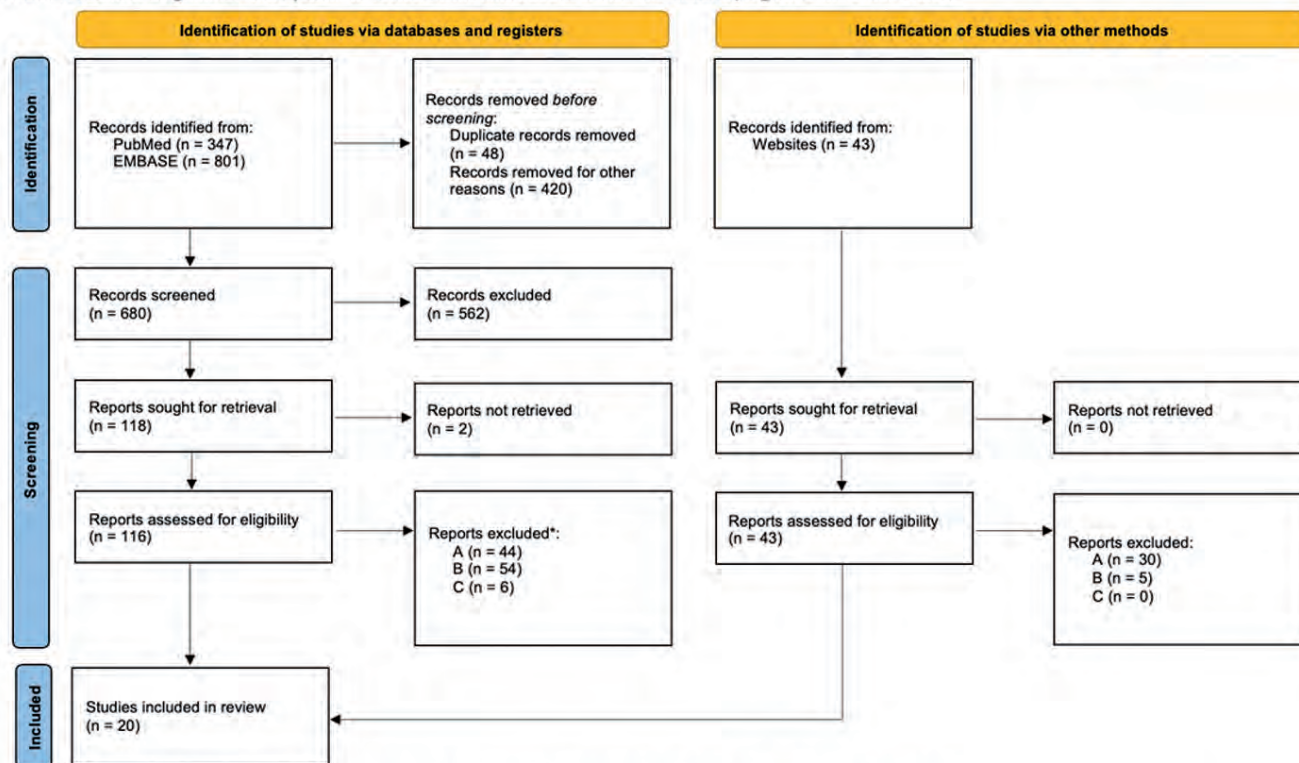 Identification of studies via databases and registers
Identification of studies via other methods
Identification
Records identified from:
PubMed (n = 347)
EMBASE (n = 801)
Records removed before
screening:
Duplicate records removed
(n = 48)
Records removed for other
reasons (n = 420)
Records identified from:
Websites (n = 43)
Screening
Records screened
(n = 680)
Records excluded
(n = 562)
Reports sought for retrieval
(n = 118)
Reports not retrieved
(n = 2)
Reports sought for retrieval
(n = 43)
Reports not retrieved
(n = 0)
Reports assessed for eligibility
(n = 116)
Reports excluded*:
A (n = 44)
B (n = 54)
C (n = 6)
Reports assessed for eligibility
(n = 43)
Reports excluded:
A (n = 30)
B (n = 5)
C (n = 0)
Included
Studies included in review
(n = 20)